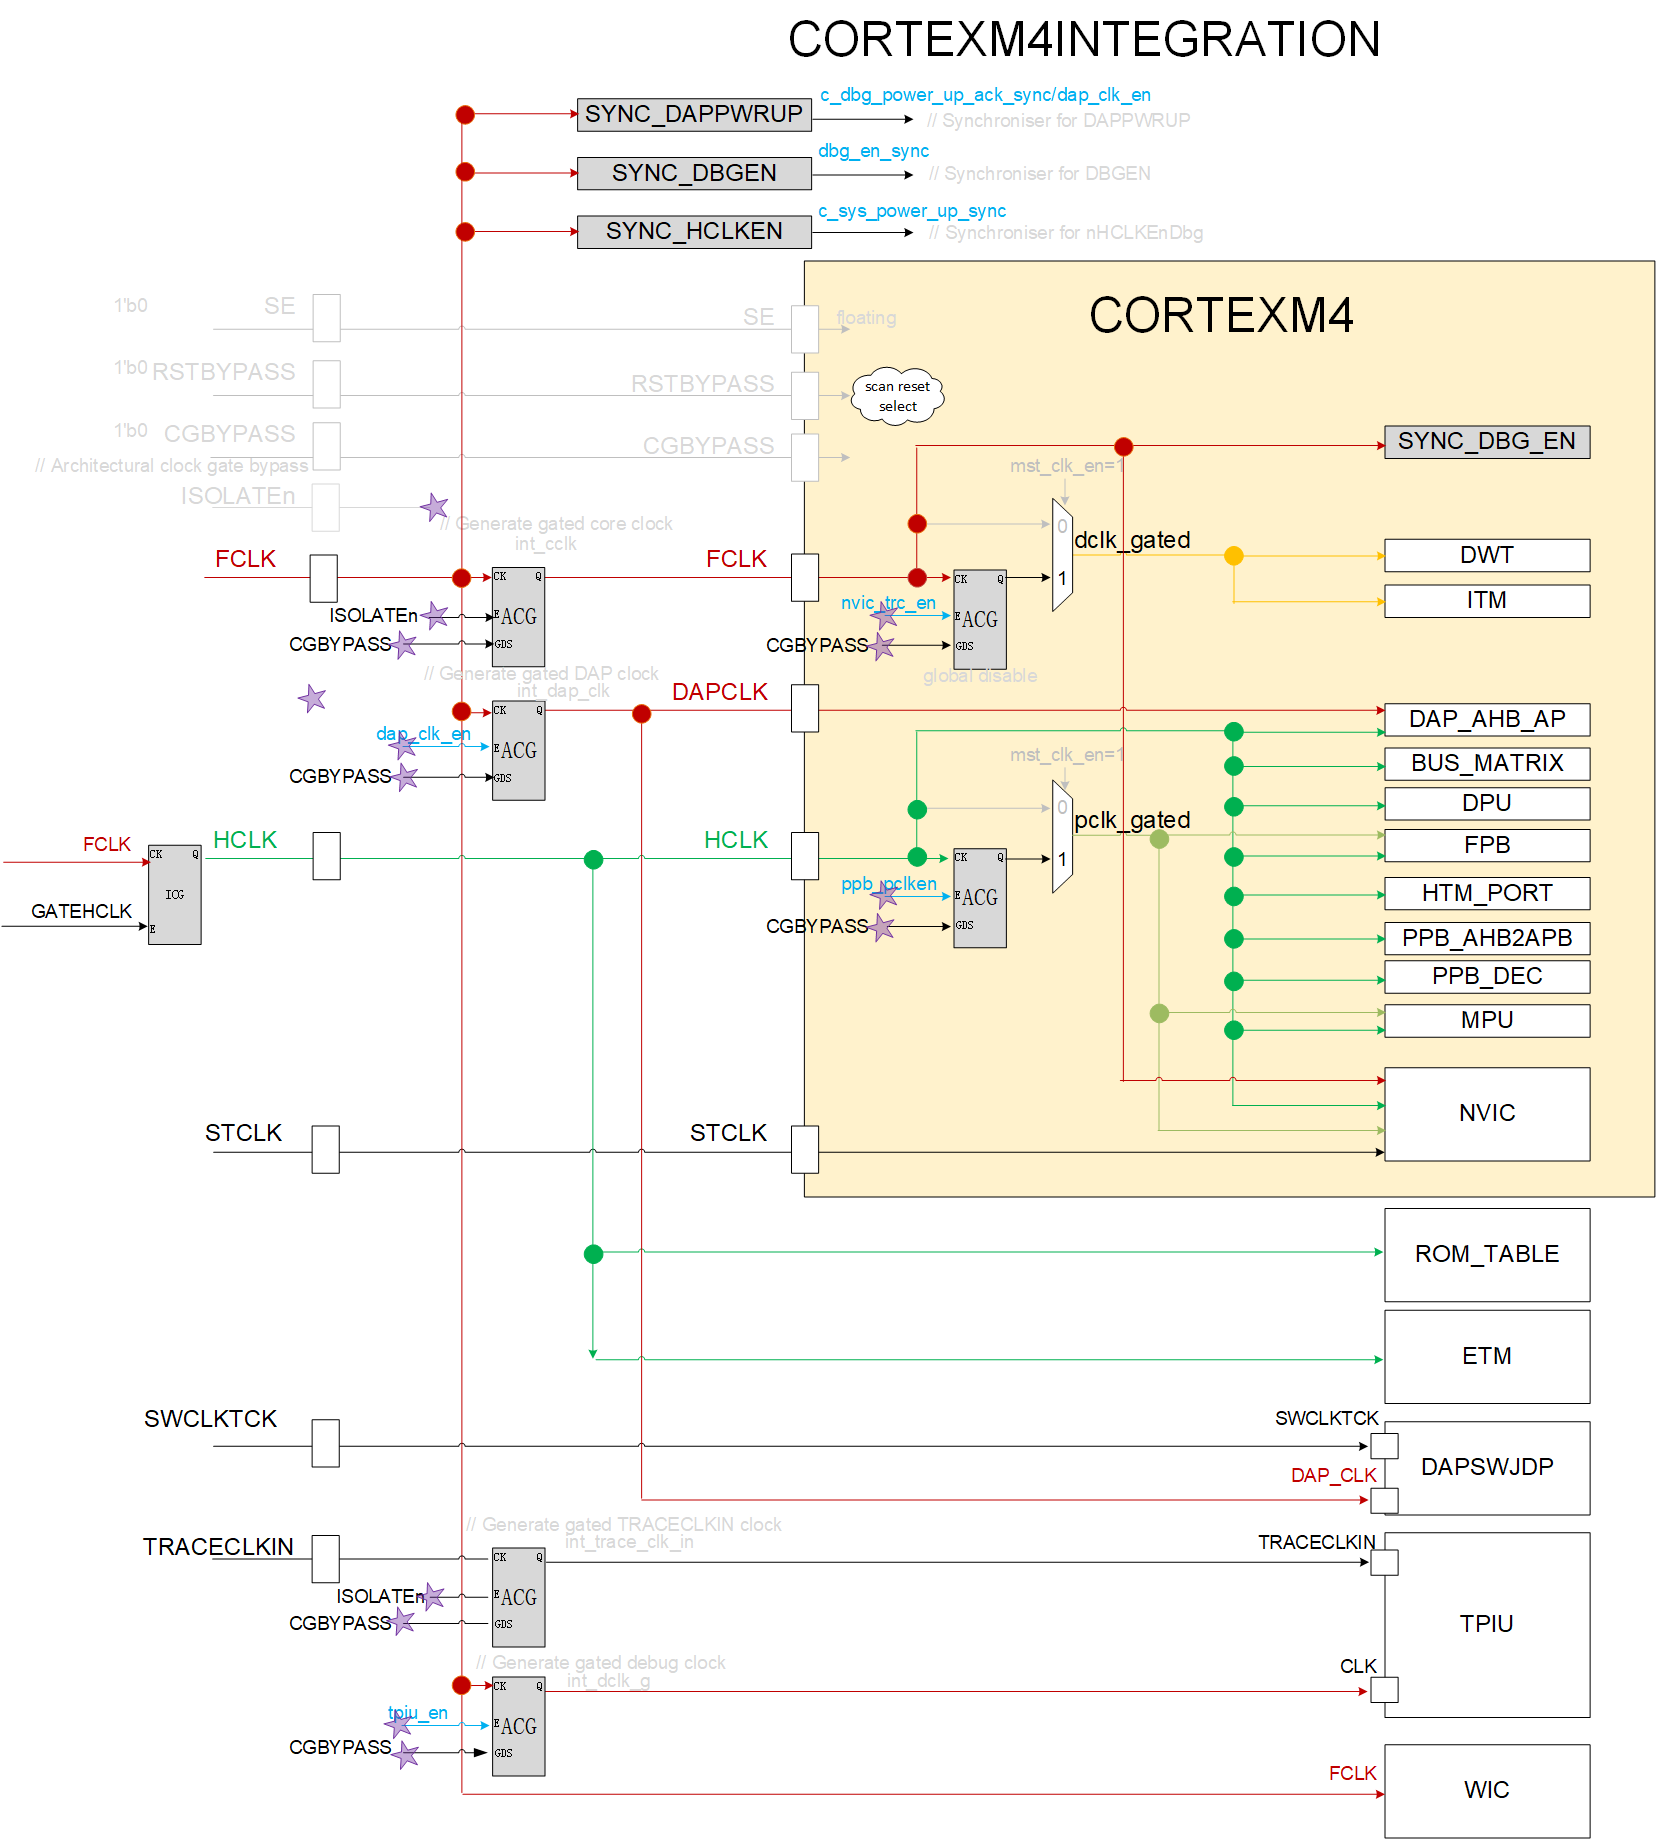 CORTEXM4INTEGRATION
c_dbg_power_up_ack_sync/dap_clk_en
SYNC_DAPPWRUP
// Synchroniser for DAPPWRUP
dbg_en_sync
SYNC_DBGEN
// Synchroniser for DBGEN
c_sys_power_up_sync
SYNC_HCLKEN
// Synchroniser for nHCLKEnDbg
CORTEXM4
1'b0
SE
SE
floating
1'b0
RSTBYPASS
RSTBYPASS
scan reset
select
1'b0
CGBYPASS
CGBYPASS
// Architectural clock gate bypass
SYNC_DBG_EN
mst_clk_en=1
ISOLATEn
// Generate gated core clock
int_cclk
0
dclk_gated
DWT
FCLK
FCLK
CK
Q
E
ACG
GDS
ISOLATEn
CGBYPASS
CK
Q
E
ACG
GDS
nvic_trc_en
CGBYPASS
1
ITM
global disable
// Generate gated DAP clock
int_dap_clk
DAPCLK
CK
Q
E
ACG
GDS
dap_clk_en
CGBYPASS
DAP_AHB_AP
mst_clk_en=1
BUS_MATRIX
0
DPU
pclk_gated
FCLK
CK
Q
ICG
E
GATEHCLK
HCLK
HCLK
CK
Q
E
ACG
GDS
ppb_pclken
CGBYPASS
1
FPB
HTM_PORT
PPB_AHB2APB
PPB_DEC
MPU
NVIC
STCLK
STCLK
ROM_TABLE
ETM
SWCLKTCK
SWCLKTCK
DAPSWJDP
DAP_CLK
// Generate gated TRACECLKIN clock
int_trace_clk_in
TRACECLKIN
TRACECLKIN
CK
Q
E
ACG
GDS
ISOLATEn
CGBYPASS
TPIU
// Generate gated debug clock
int_dclk_g
CLK
CK
Q
E
ACG
GDS
tpiu_en
CGBYPASS
FCLK
WIC